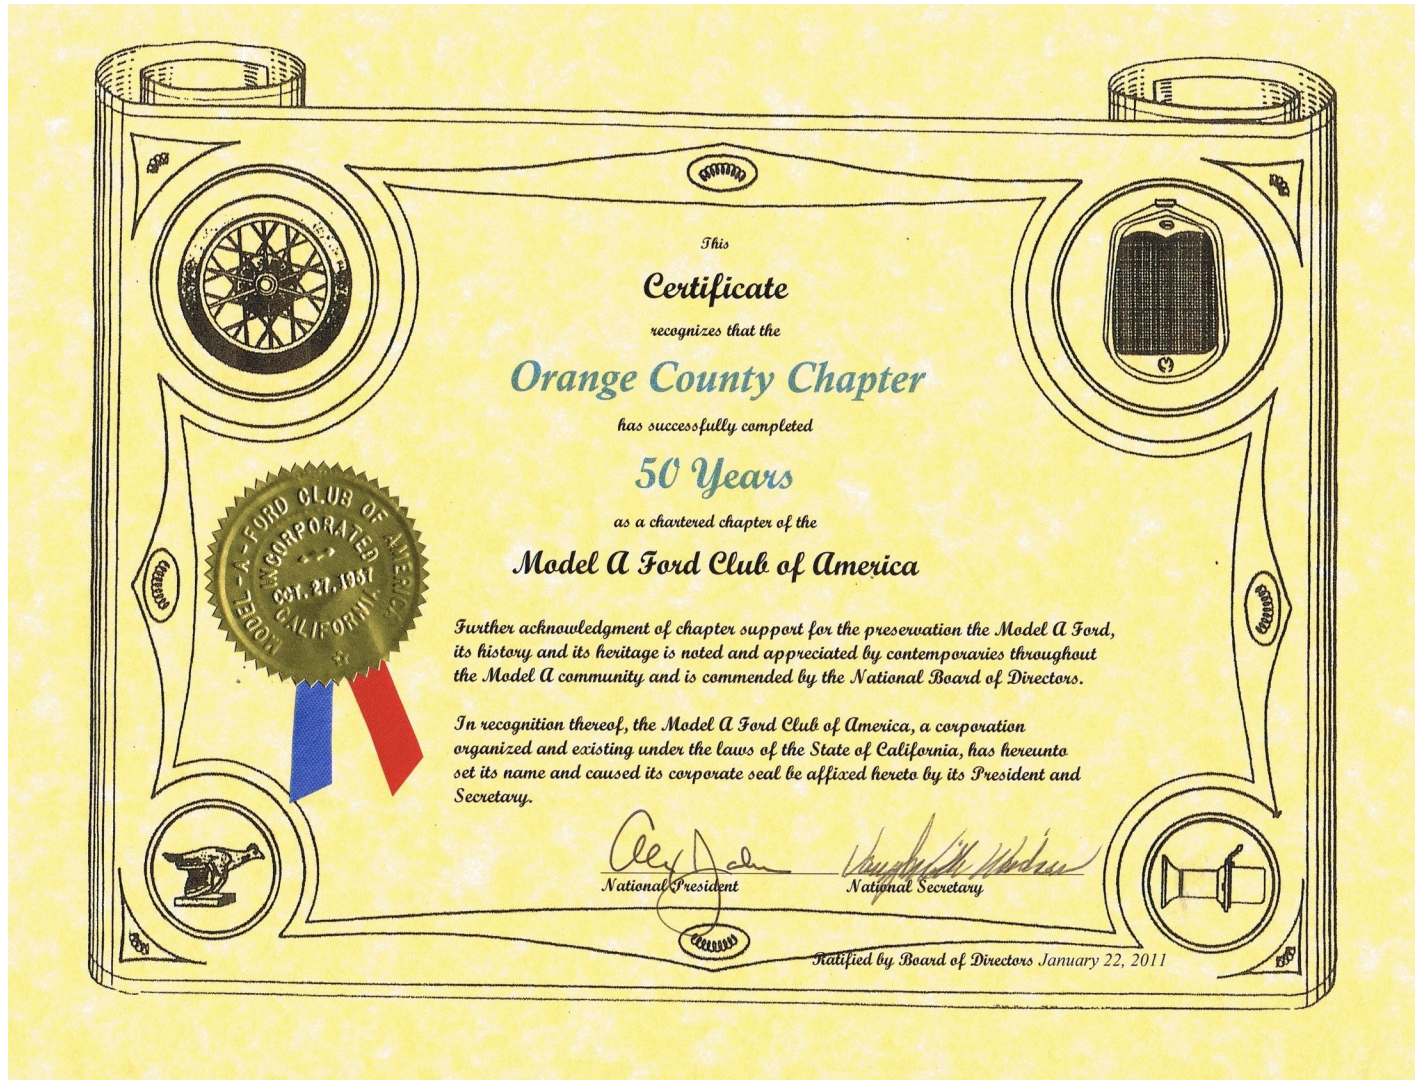 This
Certificate
recognizes that the
Orange County Chapter
has successfully completed
50 Years
as a chartered chapter of the
Model A Ford Club of America
MODEL-A-FORD CLUB OF AMERICA
INCORPORATED
OCT. 27, 1957
CALIFORNIA
Further acknowledgment of chapter support for the preservation the Model A Ford,
its history and its heritage is noted and appreciated by contemporaries throughout
the Model A community and is commended by the National Board of Directors.
In recognition thereof, the Model A Ford Club of America, a corporation
organized and existing under the laws of the State of California, has hereunto
set its name and caused its corporate seal be affixed hereto by its President and
Secretary.
National President
National Secretary
Ratified by Board of Directors January 22, 2011